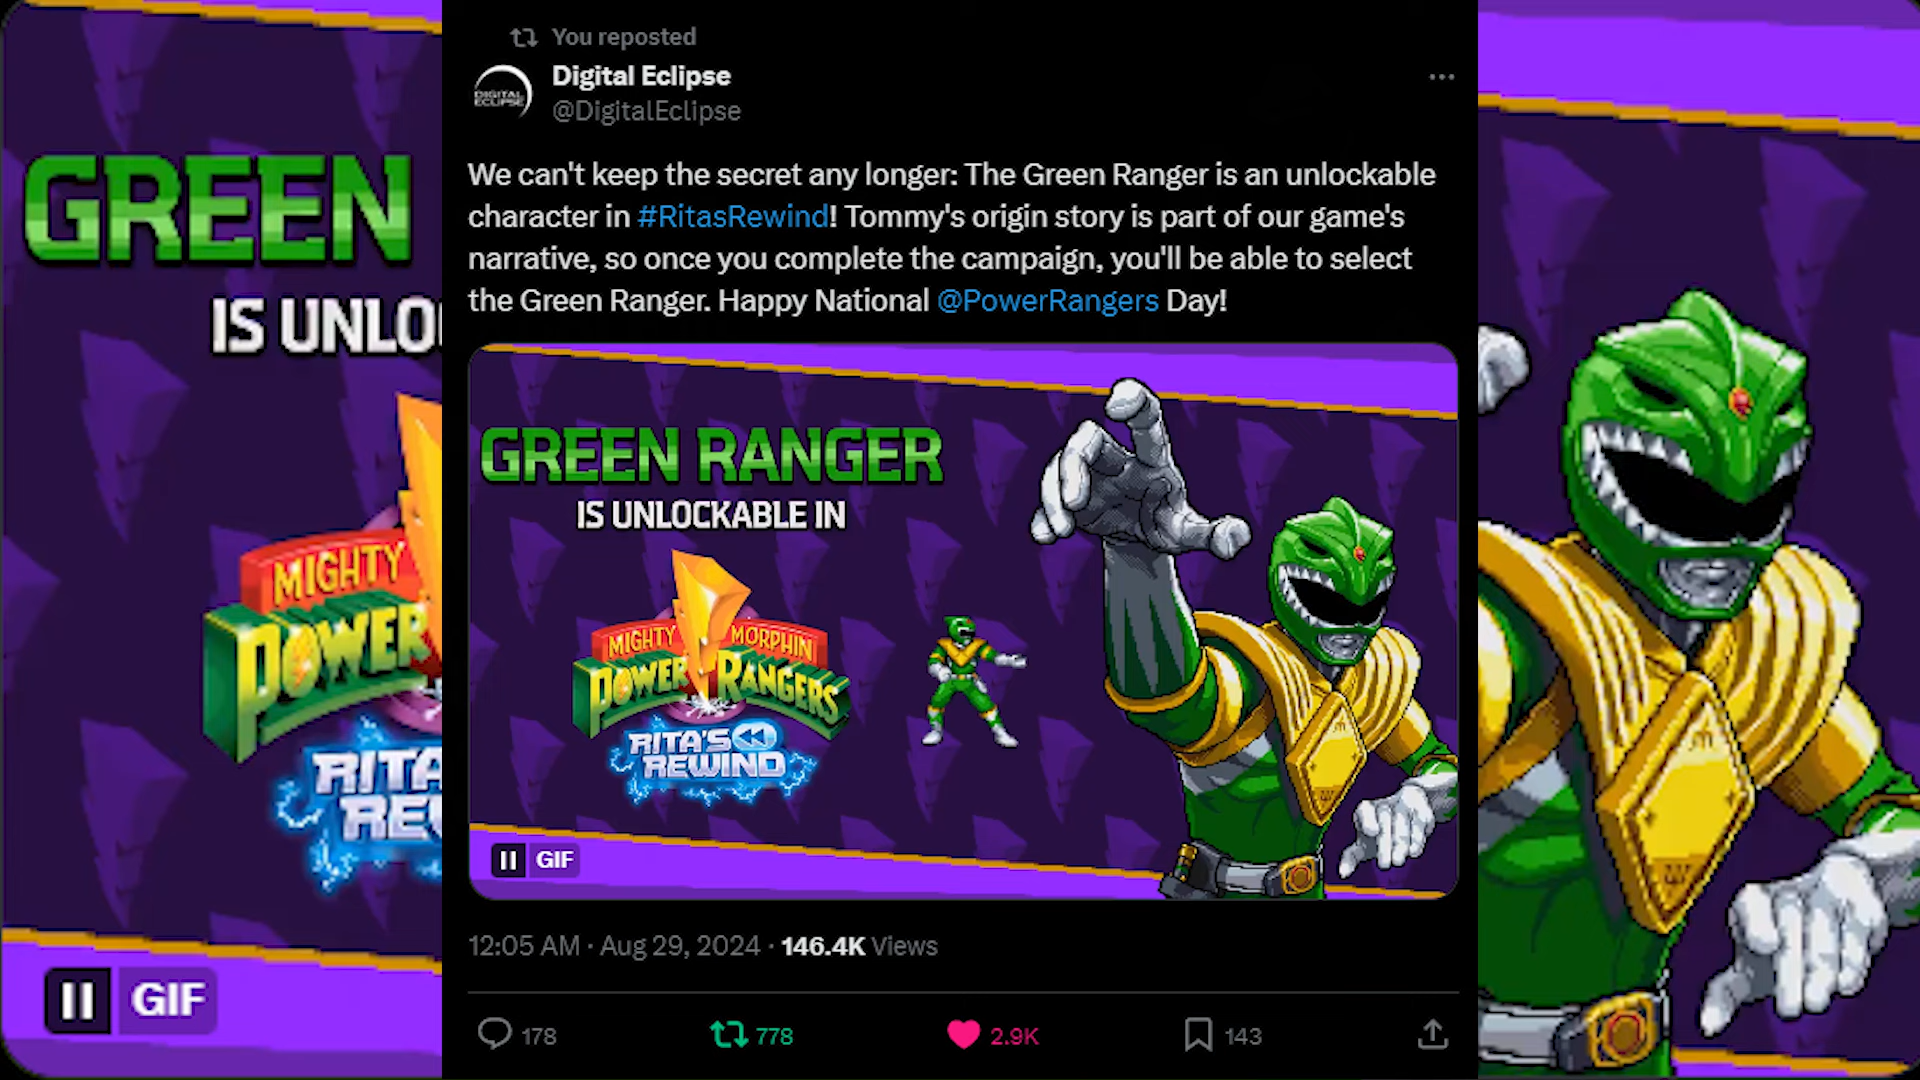 You reposted
Digital Eclipse
@DigitalEclipse
DIGITAL
ECLIPSE
We can't keep the secret any longer: The Green Ranger is an unlockable
character in #RitasRewind! Tommy's origin story is part of our game's
narrative, so once you complete the campaign, you'll be able to select
the Green Ranger. Happy National @PowerRangers Day!
GREEN RANGER
IS UNLOCKABLE IN
MIGHTY MORPHIN
POWER RANGERS
RITA'S
REWIND
GIF
12:05 AM · Aug 29, 2024 · 146.4K Views
178 778 2.9K 143
GREEN
IS UNLO
MIGHTY
POWER
RITA
REW
GIF